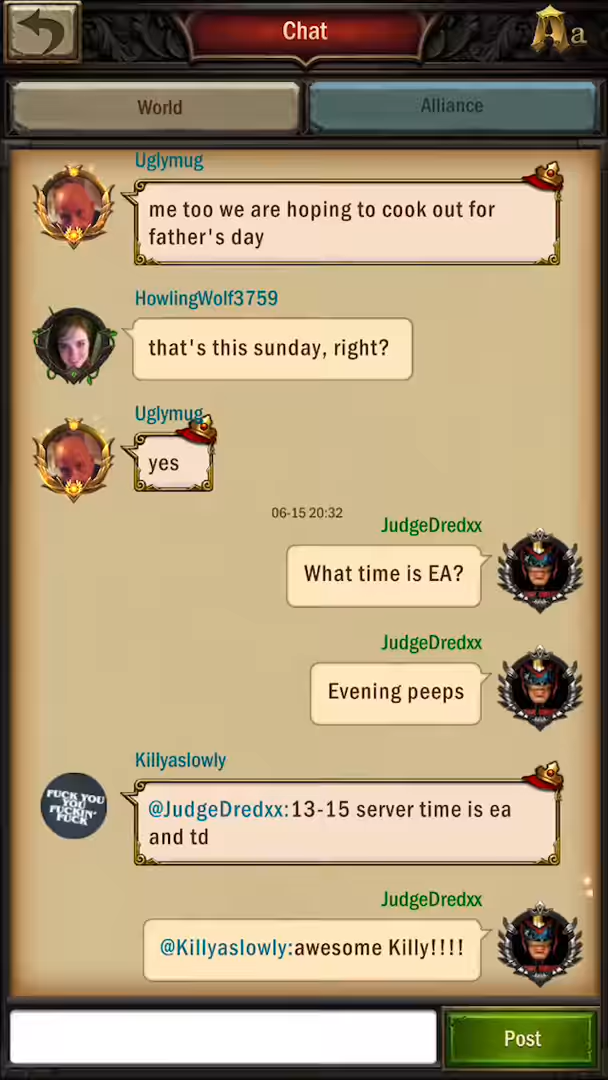 Chat
Aa
World
Alliance
Uglymug
me too we are hoping to cook out for
father's day
HowlingWolf3759
that's this sunday, right?
Uglymug
yes
06-15 20:32
JudgeDredxx
What time is EA?
JudgeDredxx
Evening peeps
Killyaslowly
FUCK YOU
YOU
FUCKIN'
FUCK
@JudgeDredxx:13-15 server time is ea
and td
JudgeDredxx
@Killyaslowly:awesome Killy!!!!
Post